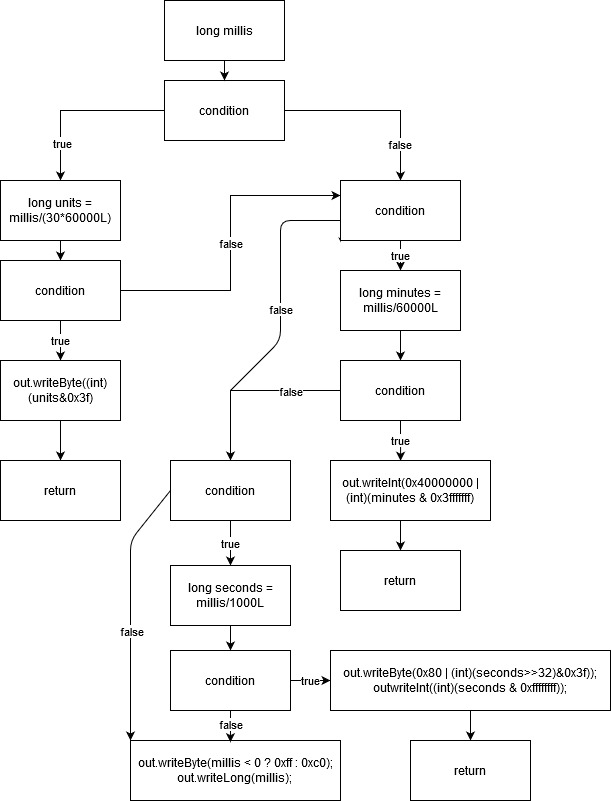 long millis
condition
true
false
long units =
millis/(30*60000L)
condition
false
condition
true
true
long minutes =
millis/60000L
false
out.writeByte((int)
(units&0x3f)
condition
false
true
return
condition
out.writeInt(0x40000000 |
(int)(minutes & 0x3fffffff)
true
return
long seconds =
millis/1000L
false
condition
true
out.writeByte(0x80 | (int)(seconds>>32)&0x3f));
outwriteInt((int)(seconds & 0xffffffff));
false
out.writeByte(millis < 0 ? 0xff : 0xc0);
out.writeLong(millis);
return